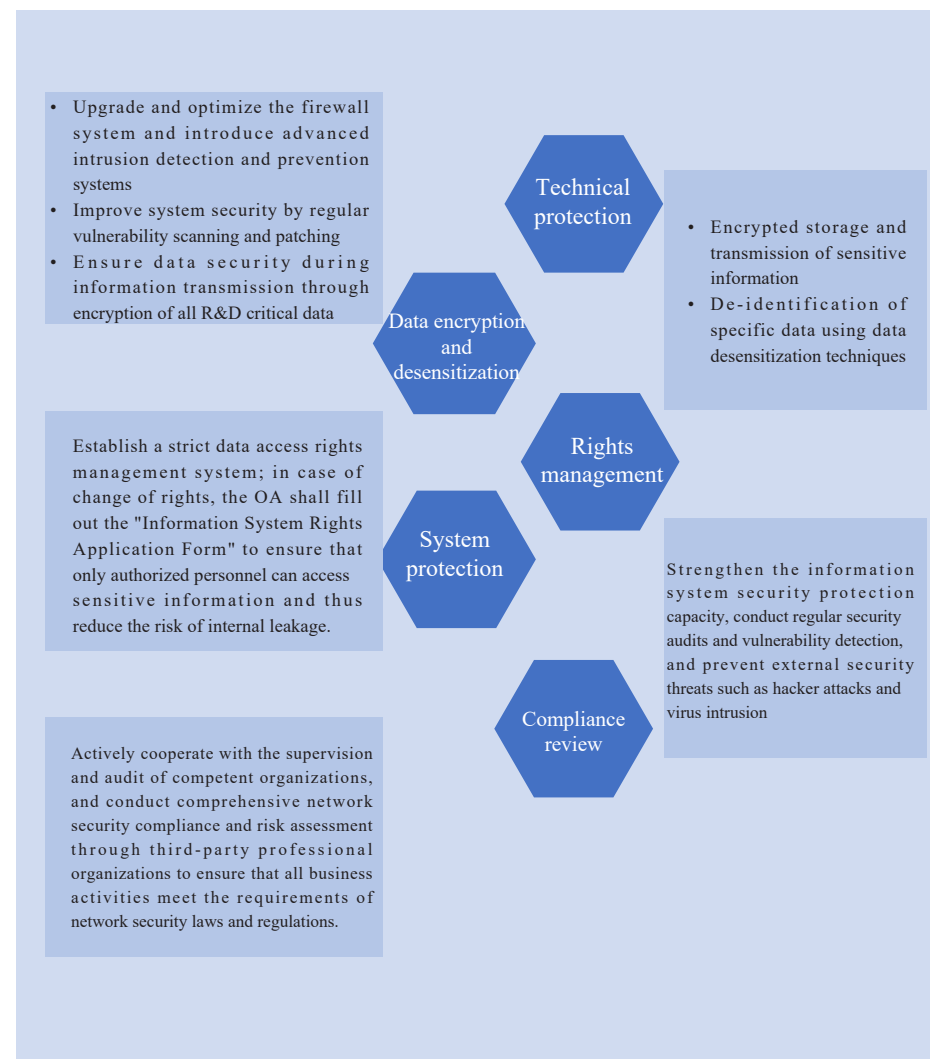 • Upgrade and optimize the firewall
system and introduce advanced
intrusion detection and prevention
systems
• Improve system security by regular
vulnerability scanning and patching
• Ensure data security during
information transmission through
encryption of all R&D critical data
Technical
protection
• Encrypted storage and
transmission of sensitive
information
• De-identification of
specific data using data
desensitization techniques
Data encryption
and
desensitization
Establish a strict data access rights
management system; in case of
change of rights, the OA shall fill
out the "Information System Rights
Application Form" to ensure that
only authorized personnel can access
sensitive information and thus
reduce the risk of internal leakage.
Rights
management
System
protection
Strengthen the information
system security protection
capacity, conduct regular security
audits and vulnerability detection,
and prevent external security
threats such as hacker attacks and
virus intrusion
Compliance
review
Actively cooperate with the supervision
and audit of competent organizations,
and conduct comprehensive network
security compliance and risk assessment
through third-party professional
organizations to ensure that all business
activities meet the requirements of
network security laws and regulations.